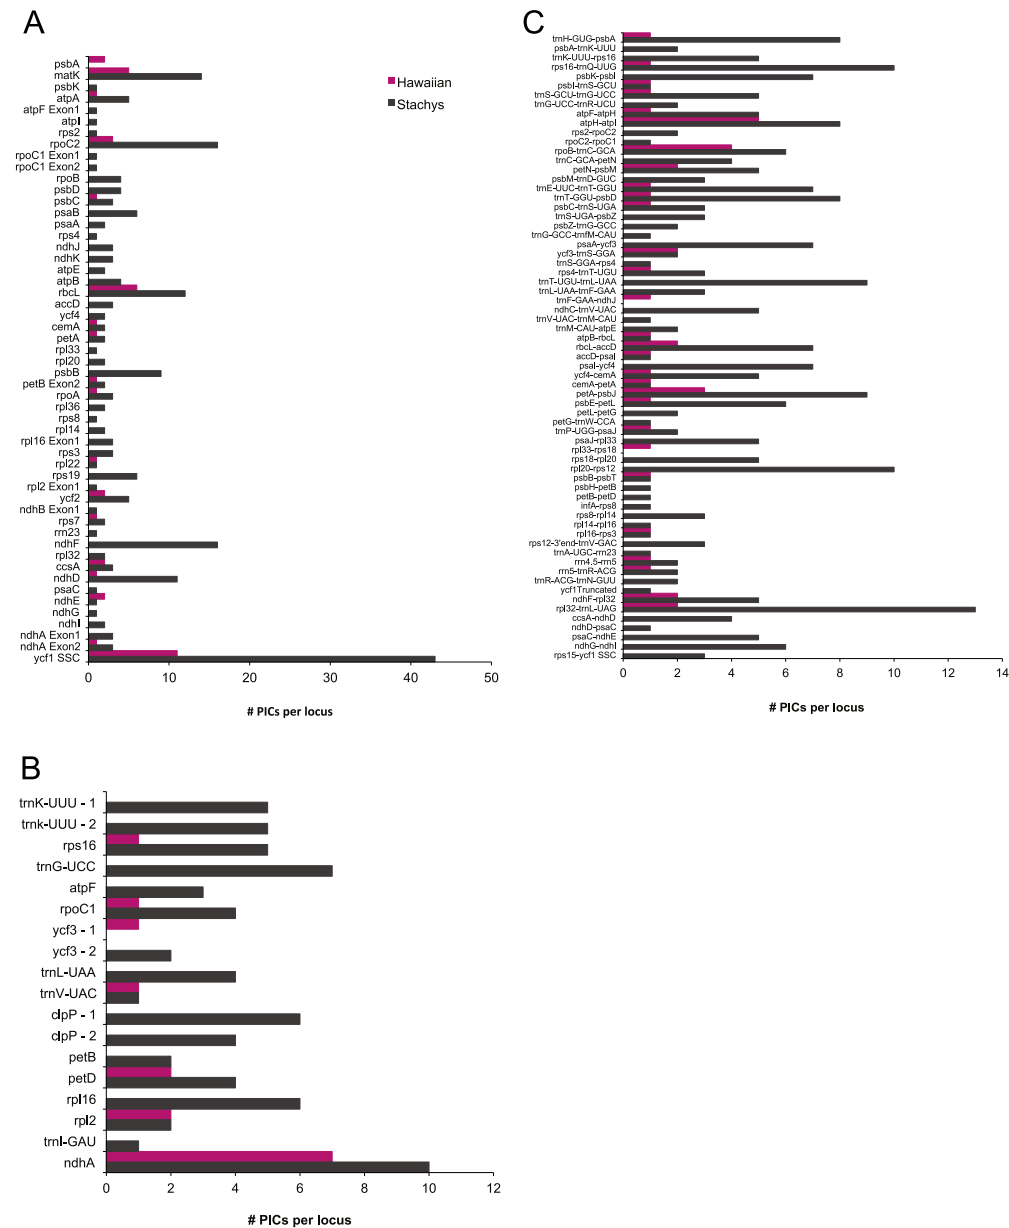 A
psbA
matK
psbK
atpA
atpF Exon1
atpI
rps2
rpoC2
rpoC1 Exon1
rpoC1 Exon2
rpoB
psbD
psbC
psaB
psaA
rps4
ndhJ
ndhK
atpE
atpB
rbcL
accD
ycf4
cemA
petA
rpl33
rpl20
psbB
petB Exon2
rpoA
rpl36
rps8
rpl14
rpl16 Exon1
rps3
rpl22
rps19
rpl2 Exon1
ycf2
ndhB Exon1
rps7
rrn23
ndhF
rpl32
ccsA
ndhD
psaC
ndhE
ndhG
ndhI
ndhA Exon1
ndhA Exon2
ycf1 SSC
0 10 20 30 40 50
# PICs per locus
Hawaiian
Stachys
C
trnH-GUG-psbA
psbA-trnK-UUU
trnK-UUU-rps16
rps16-trnQ-UUG
psbK-psbI
psbI-trnS-GCU
trnS-GCU-trnG-UCC
trnG-UCC-trnR-UCU
atpF-atpH
atpH-atpI
rps2-rpoC2
rpoC2-rpoC1
rpoB-trnC-GCA
trnC-GCA-petN
petN-psbM
psbM-trnD-GUC
trnE-UUC-trnT-GGU
trnT-GGU-psbD
psbC-trnS-UGA
trnS-UGA-psbZ
psbZ-trnG-GCC
trnG-GCC-trnfM-CAU
psaA-ycf3
ycf3-trnS-GGA
trnS-GGA-rps4
rps4-trnT-UGU
trnT-UGU-trnL-UAA
trnL-UAA-trnF-GAA
trnF-GAA-ndhJ
ndhC-trnV-UAC
trnV-UAC-trnM-CAU
trnM-CAU-atpE
atpB-rbcL
rbcL-accD
accD-psaI
psaI-ycf4
ycf4-cemA
cemA-petA
petA-psbJ
psbE-petL
petL-petG
petG-trnW-CCA
trnP-UGG-psaJ
psaJ-rpl33
rpl33-rps18
rps18-rpl20
rpl20-rps12
psbB-psbT
psbH-petB
petB-petD
infA-rps8
rps8-rpl14
rpl14-rpl16
rpl16-rps3
rps12-3'end-trnV-GAC
trnA-UGC-rrn23
rrn4.5-rrn5
rrn5-trnR-ACG
trnR-ACG-trnN-GUU
ycf1Truncated
ndhF-rpl32
rpl32-trnL-UAG
ccsA-ndhD
ndhD-psaC
psaC-ndhE
ndhG-ndhI
rps15-ycf1 SSC
0 2 4 6 8 10 12 14
# PICs per locus
B
trnK-UUU - 1
trnk-UUU - 2
rps16
trnG-UCC
atpF
rpoC1
ycf3 - 1
ycf3 - 2
trnL-UAA
trnV-UAC
clpP - 1
clpP - 2
petB
petD
rpl16
rpl2
trnI-GAU
ndhA
0 2 4 6 8 10 12
# PICs per locus